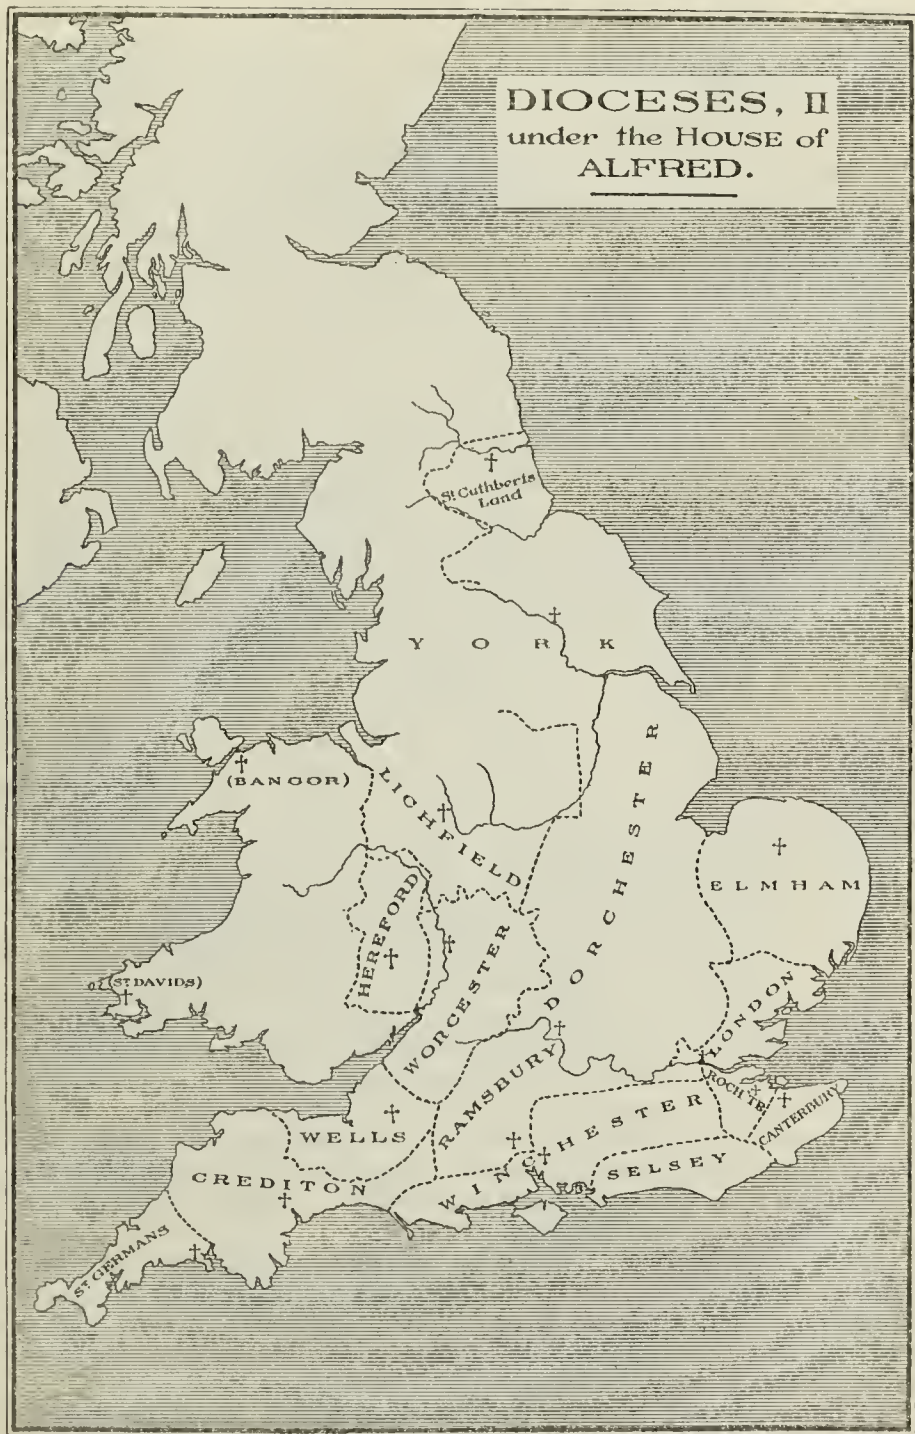 DIOCESES, II
under the HOUSE of
ALFRED.
St Cuthberts
Land
YORK
(BANGOR)
LICHFIELD
DORCHESTER
ELMHAM
HEREFORD
(ST DAVIDS)
WORCESTER
LONDON
RAMSBURY
ROCH'TR
CANTERBURY
WELLS
WINCHESTER
SELSEY
CREDITON
ST GERMANS